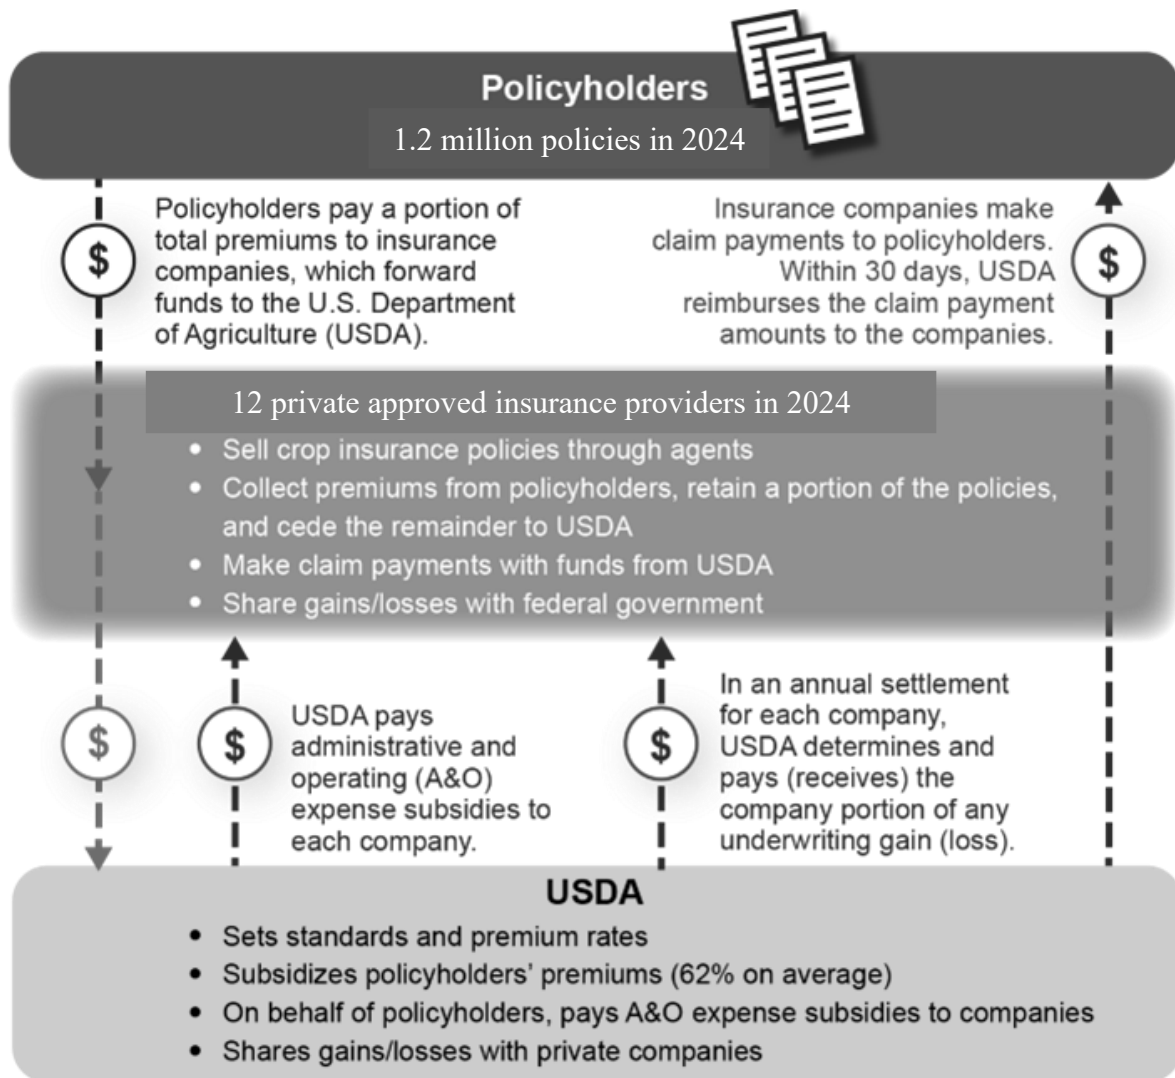 Policyholders
1.2 million policies in 2024
$
Policyholders pay a portion of
total premiums to insurance
companies, which forward
funds to the U.S. Department
of Agriculture (USDA).
Insurance companies make
claim payments to policyholders.
Within 30 days, USDA
reimburses the claim payment
amounts to the companies.
$
12 private approved insurance providers in 2024
• Sell crop insurance policies through agents
• Collect premiums from policyholders, retain a portion of the policies,
and cede the remainder to USDA
• Make claim payments with funds from USDA
• Share gains/losses with federal government
$
$
USDA pays
administrative and
operating (A&O)
expense subsidies to
each company.
$
In an annual settlement
for each company,
USDA determines and
pays (receives) the
company portion of any
underwriting gain (loss).
USDA
• Sets standards and premium rates
• Subsidizes policyholders’ premiums (62% on average)
• On behalf of policyholders, pays A&O expense subsidies to companies
• Shares gains/losses with private companies